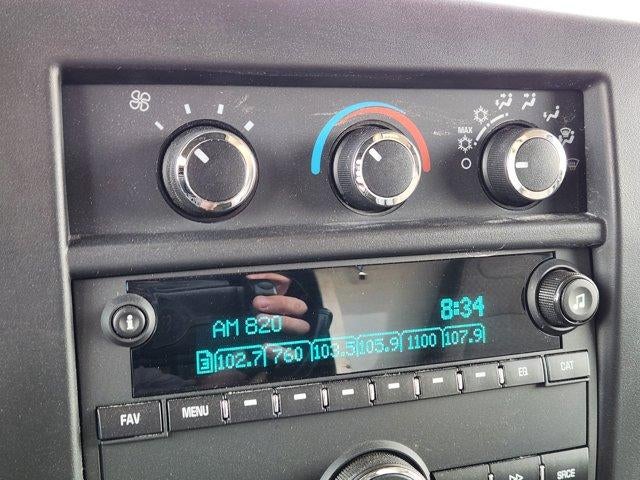 MAX
8:34
AM 820
3 102.7 760 103.5 105.9 1100 107.9
i
FAV MENU EQ CAT
SRCE